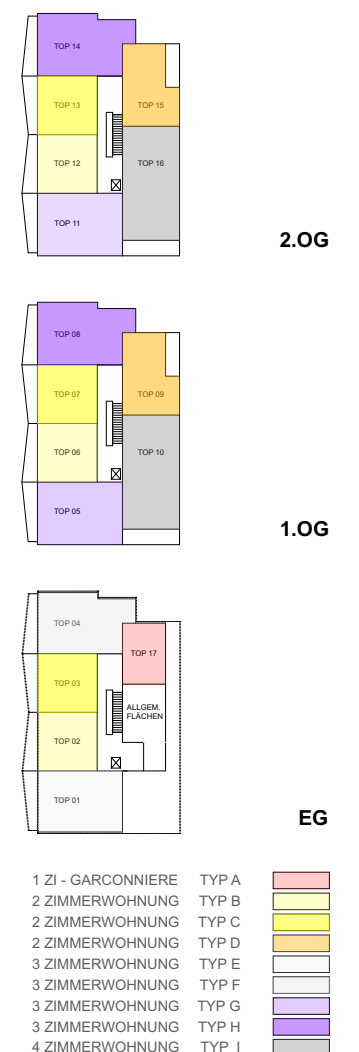 TOP 14
TOP 13
TOP 15
TOP 12
TOP 16
TOP 11
2.OG
TOP 08
TOP 07
TOP 09
TOP 06
TOP 10
TOP 05
1.OG
TOP 04
TOP 17
TOP 03
ALLGEM.
FLÄCHEN
TOP 02
TOP 01
EG
1 ZI - GARCONNIERE TYP A
2 ZIMMERWOHNUNG TYP B
2 ZIMMERWOHNUNG TYP C
2 ZIMMERWOHNUNG TYP D
3 ZIMMERWOHNUNG TYP E
3 ZIMMERWOHNUNG TYP F
3 ZIMMERWOHNUNG TYP G
3 ZIMMERWOHNUNG TYP H
4 ZIMMERWOHNUNG TYP I